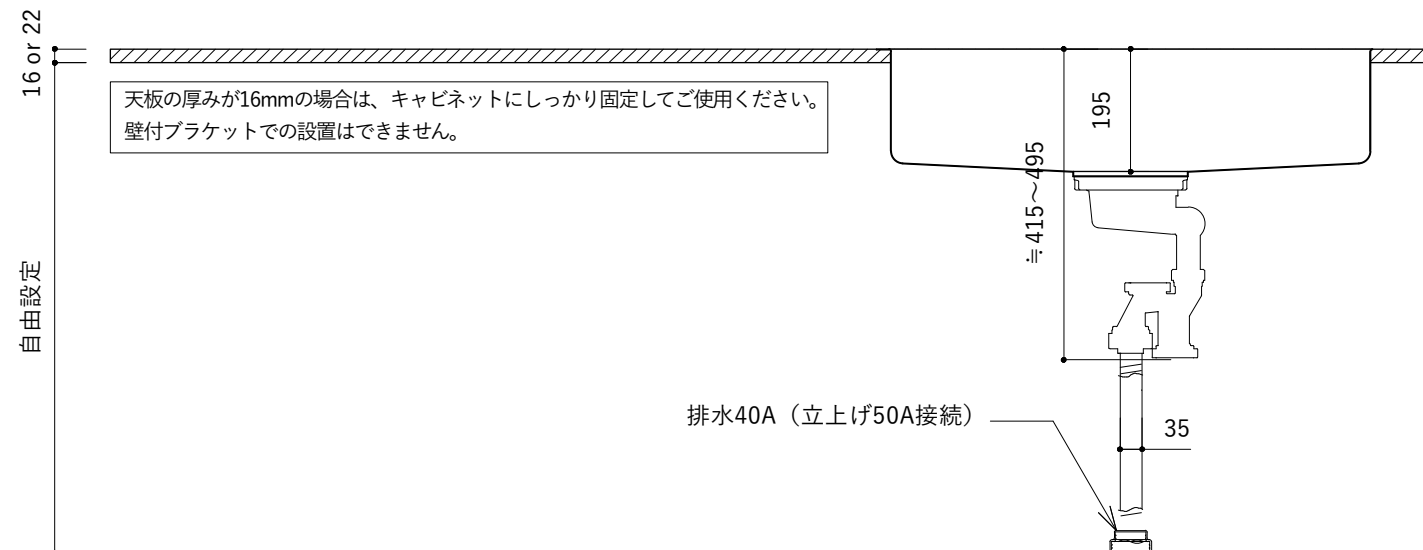 16 or 22
天板の厚みが16mmの場合は、キャビネットにしっかり固定してご使用ください。
壁付ブラケットでの設置はできません。
195
≒415～495
自由設定
排水40A（立上げ50A接続）
35